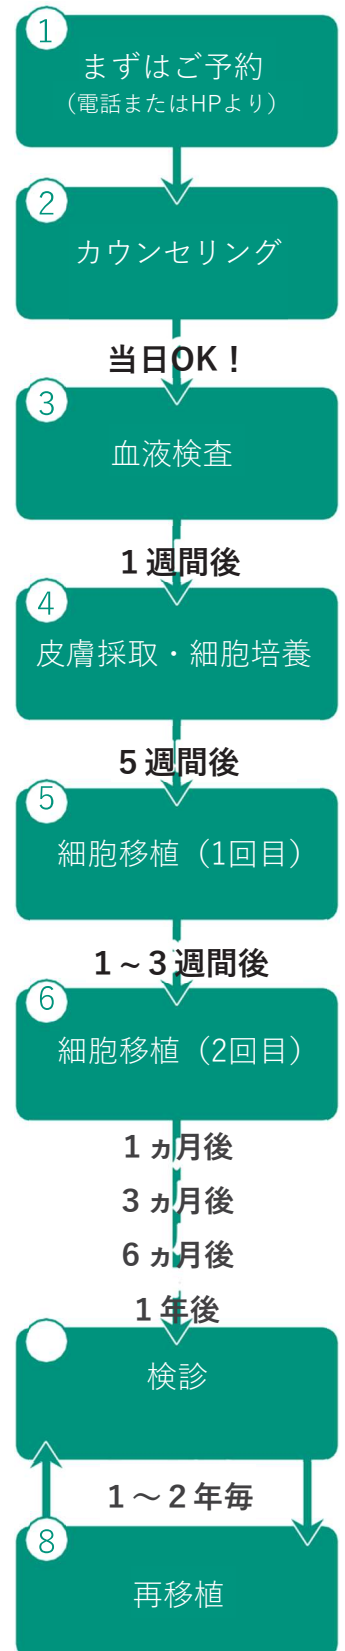 1
まずはご予約
（電話またはHPより）
2
カウンセリング
当日OK！
3
血液検査
1週間後
4
皮膚採取・細胞培養
5週間後
5
細胞移植（1回目）
1~3週間後
6
細胞移植（2回目）
1ヵ月後
3ヵ月後
6ヵ月後
1年後
検診
1～2年毎
8
再移植